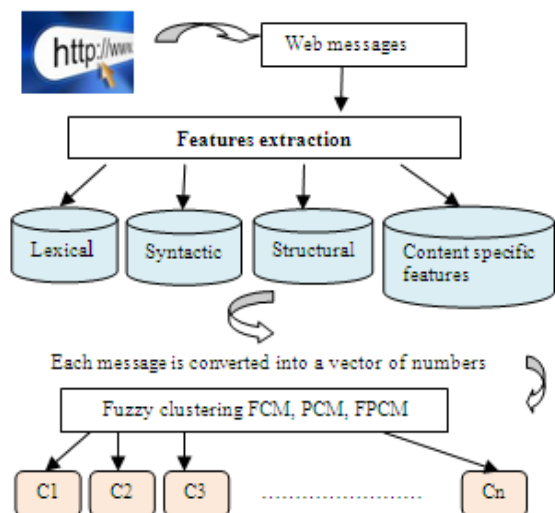 http://www.
Web messages
Features extraction
Lexical
Syntactic
Structural
Content specific
features
Each message is converted into a vector of numbers
Fuzzy clustering FCM, PCM, FPCM
C1
C2
C3
..............................
Cn